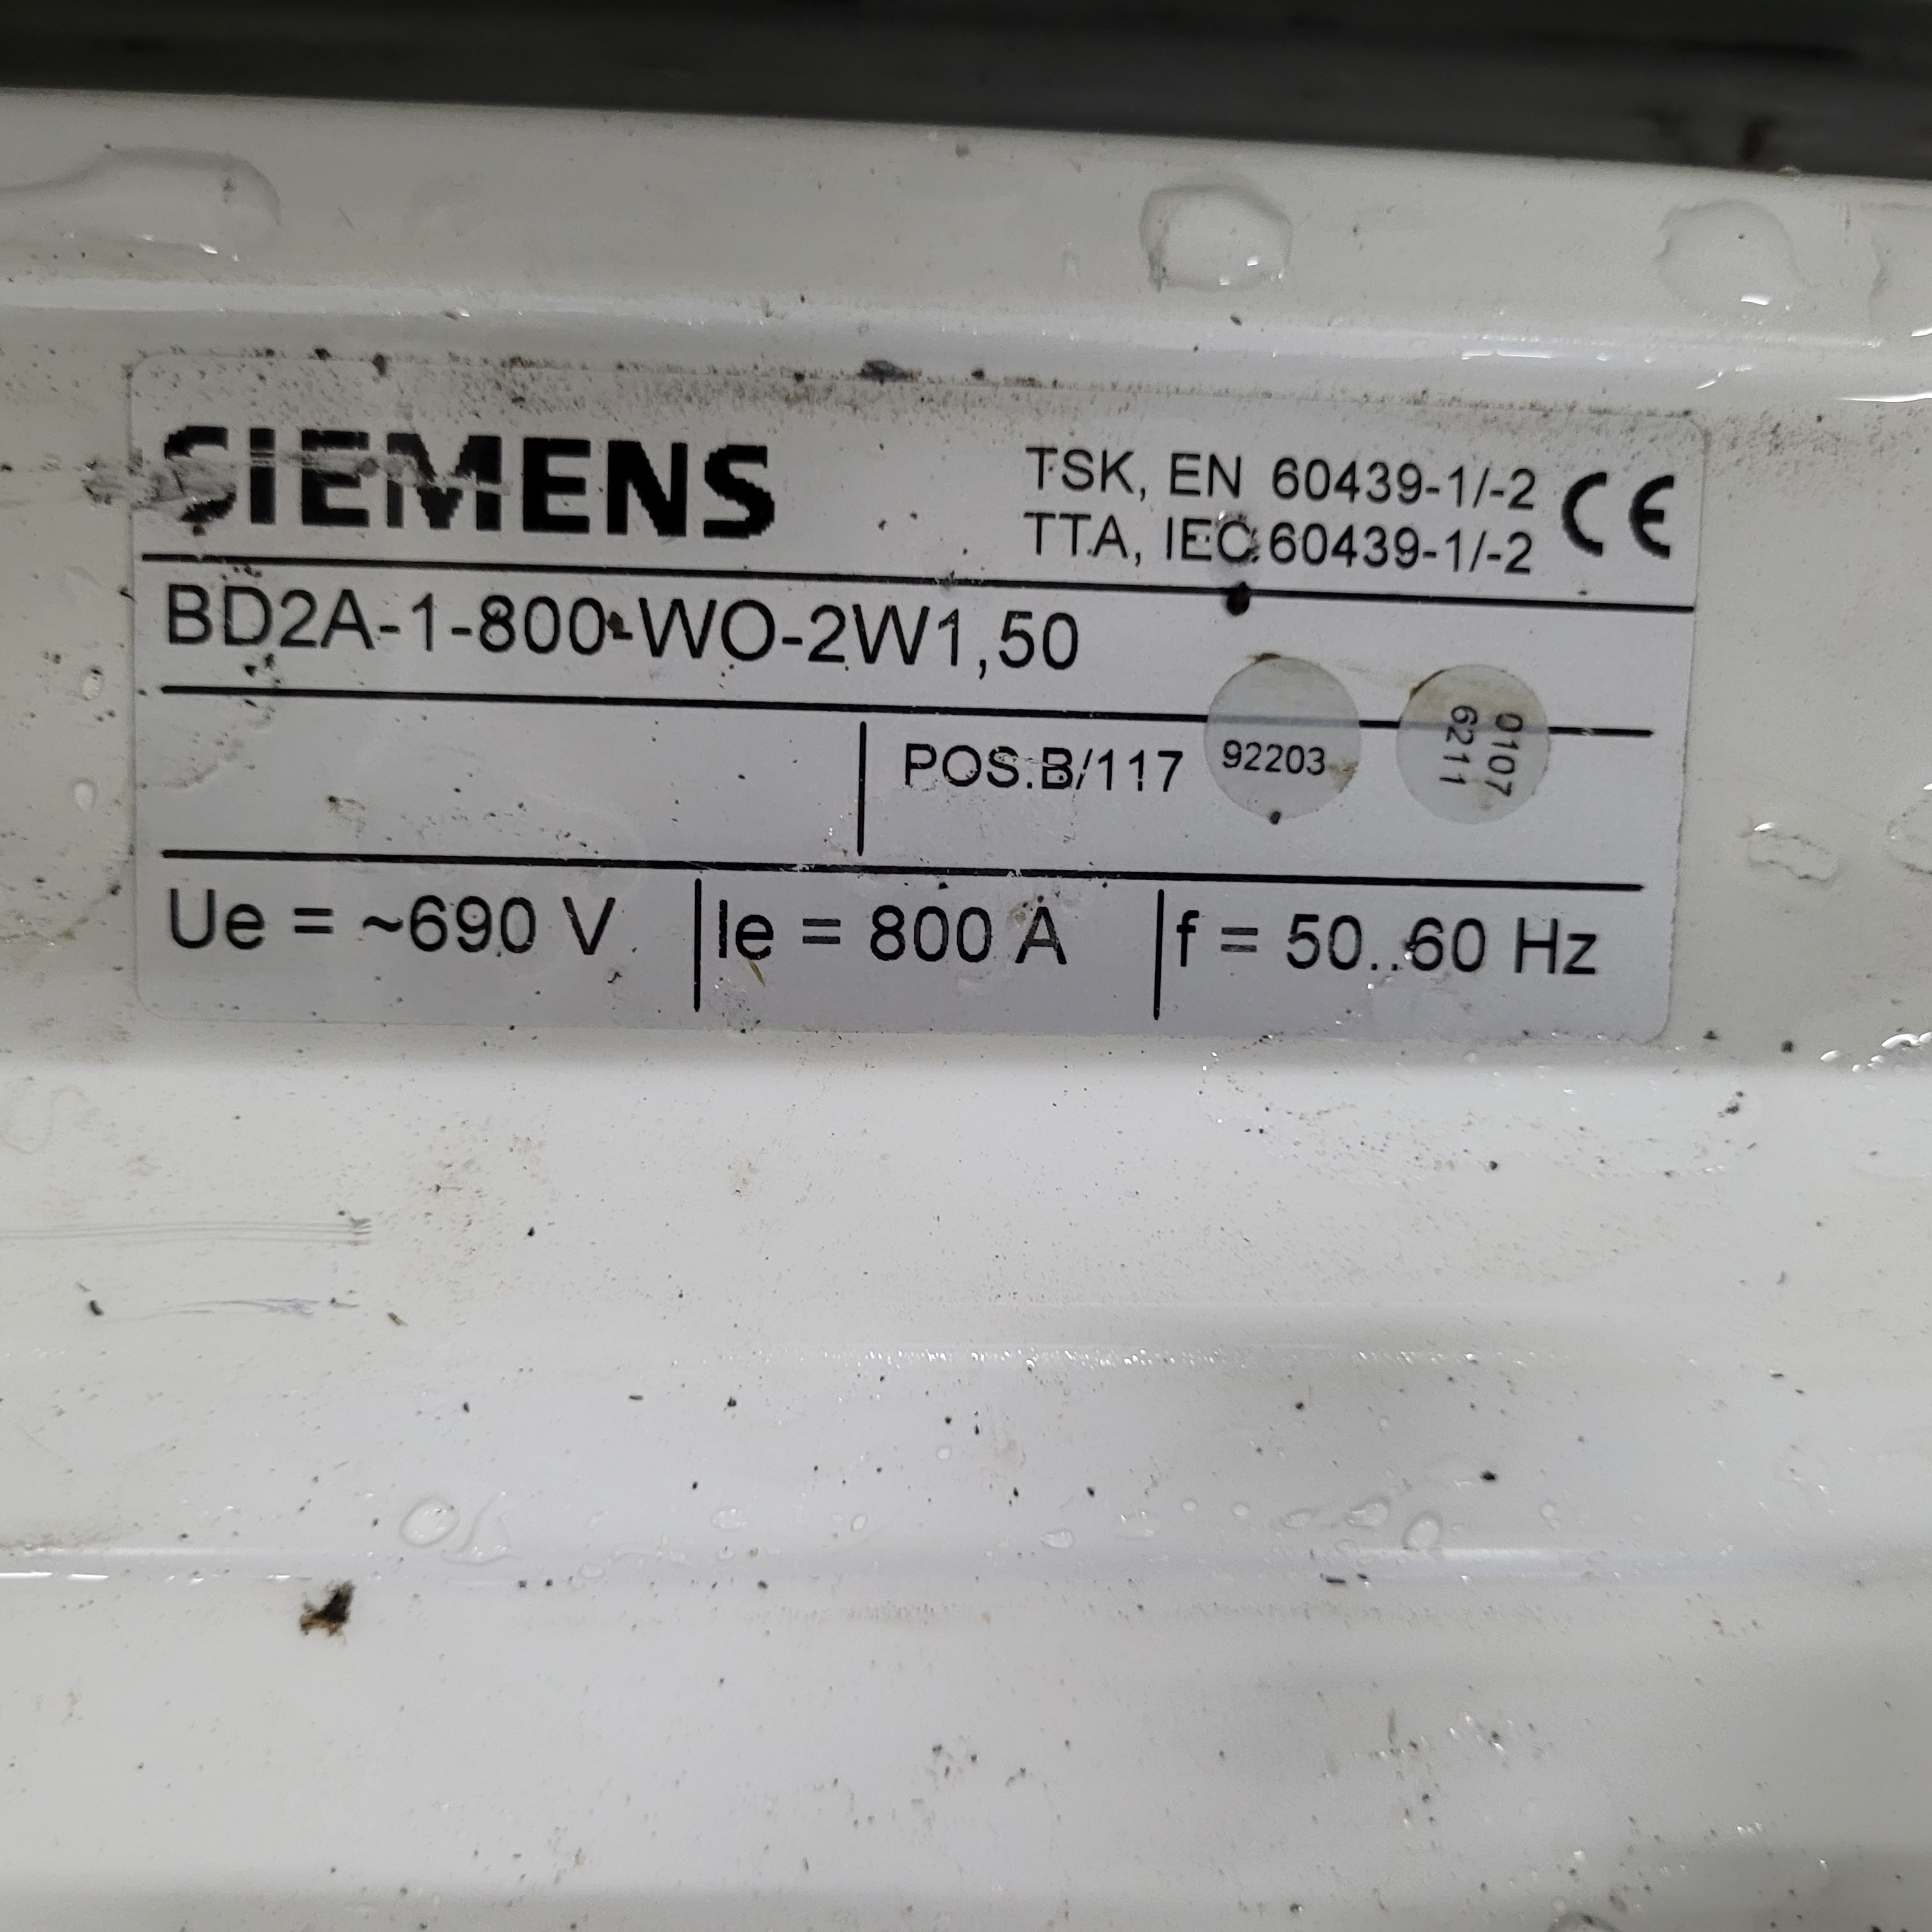 SIEMENS
TSK, EN 60439-1/-2
TTA, IEC 60439-1/-2
CE
BD2A-1-800-WO-2W1,50
POS.B/117
92203
0107
6211
Ue = ~690 V
Ie = 800 A
f = 50..60 Hz